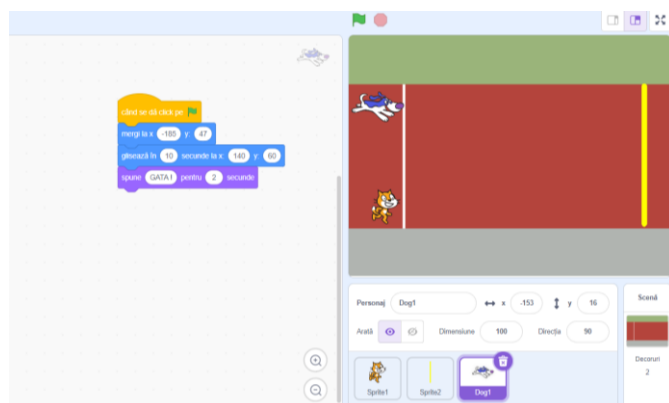 când se dă click pe
mergi la x: -185 y: 47
glisează în 10 secunde la x: 140 y: 60
spune GATA! pentru 2 secunde
Personaj Dog1 x -153 y 16
Arată Dimensiune 100 Direcția 90
Sprite1 Sprite2 Dog1
Scenă
Decoruri
2